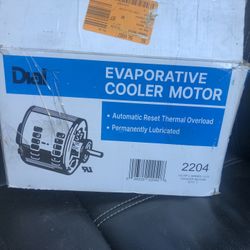 Dial
EVAPORATIVE
COOLER MOTOR
• Automatic Reset Thermal Overload
• Permanently Lubricated
2204